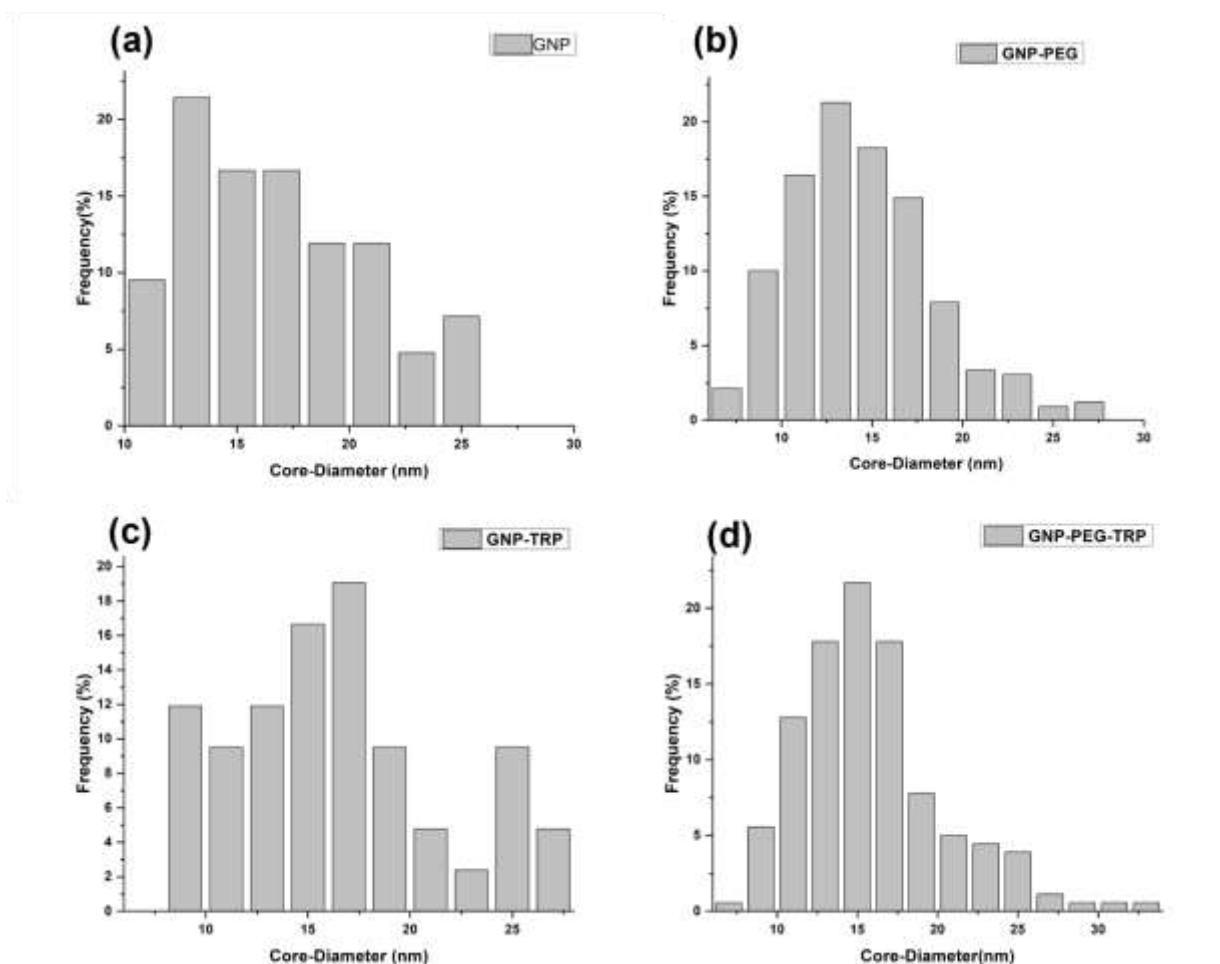 (a)
GNP
Frequency(%)
20
15
10
5
0
10 15 20 25 30
Core-Diameter (nm)
(b)
GNP-PEG
Frequency (%)
20
15
10
5
0
10 15 20 25 30
Core-Diameter (nm)
(c)
GNP-TRP
Frequency (%)
20
18
16
14
12
10
8
6
4
2
0
10 15 20 25
Core-Diameter (nm)
(d)
GNP-PEG-TRP
Frequency (%)
20
15
10
5
0
10 15 20 25 30
Core-Diameter(nm)